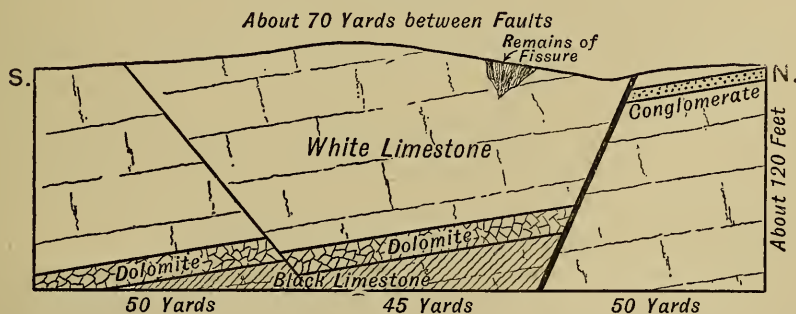 About 70 Yards between Faults
Remains of
Fissure
S.
N.
Conglomerate
White Limestone
About 120 Feet
Dolomite
Dolomite
Black Limestone
50 Yards
45 Yards
50 Yards